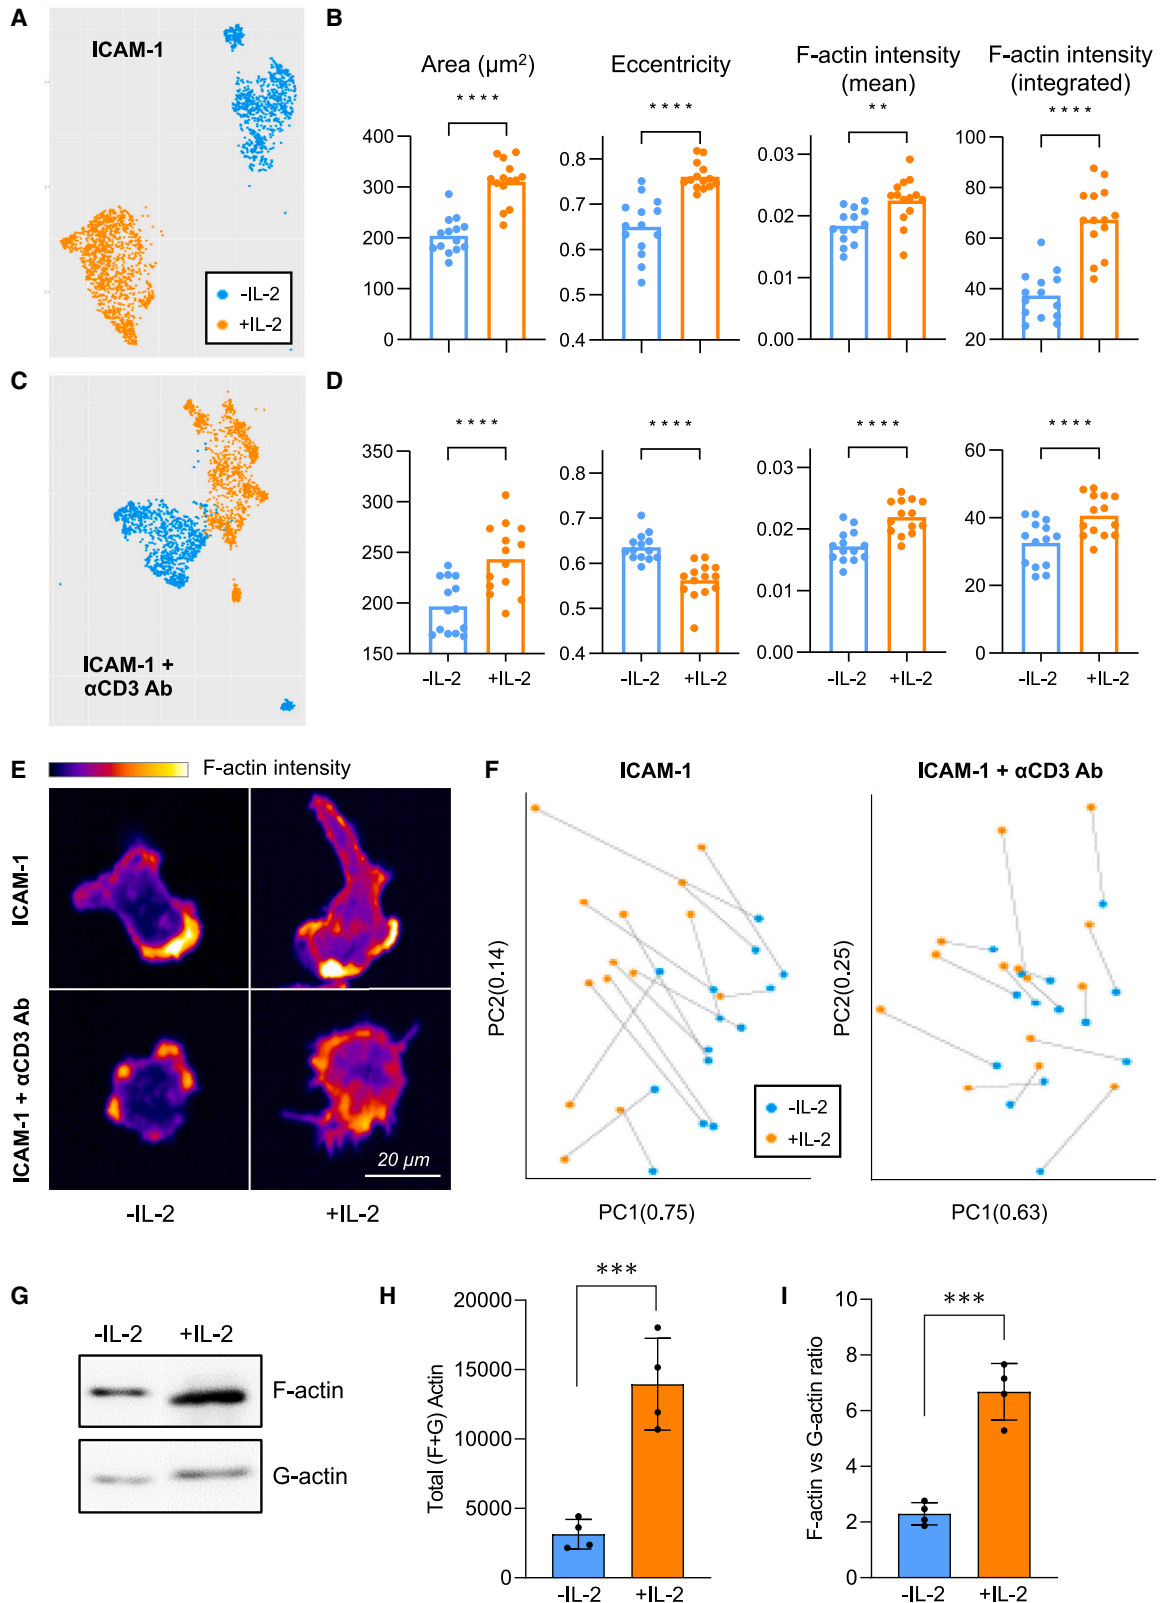 A
ICAM-1
-IL-2
+IL-2
B
Area (µm²)
Eccentricity
F-actin intensity
(mean)
F-actin intensity
(integrated)
****
****
**
****
400
300
200
100
0
0.8
0.7
0.6
0.5
0.4
0.03
0.02
0.01
0.00
100
80
60
40
20
C
ICAM-1 +
αCD3 Ab
D
****
****
****
****
350
300
250
200
150
0.8
0.7
0.6
0.5
0.4
0.03
0.02
0.01
0.00
60
40
20
0
-IL-2 +IL-2
-IL-2 +IL-2
-IL-2 +IL-2
-IL-2 +IL-2
E
F-actin intensity
ICAM-1
ICAM-1 + αCD3 Ab
20 µm
-IL-2
+IL-2
F
ICAM-1
ICAM-1 + αCD3 Ab
PC2(0.14)
PC2(0.25)
-IL-2
+IL-2
PC1(0.75)
PC1(0.63)
G
-IL-2 +IL-2
F-actin
G-actin
H
***
Total (F+G) Actin
20000
15000
10000
5000
0
-IL-2 +IL-2
I
***
F-actin vs G-actin ratio
10
8
6
4
2
0
-IL-2 +IL-2